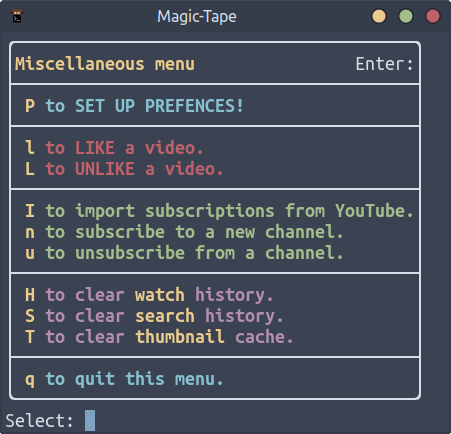 Magic-Tape
Miscellaneous menu Enter:
P to SET UP PREFENCES!
l to LIKE a video.
L to UNLIKE a video.
I to import subscriptions from YouTube.
n to subscribe to a new channel.
u to unsubscribe from a channel.
H to clear watch history.
S to clear search history.
T to clear thumbnail cache.
q to quit this menu.
Select: